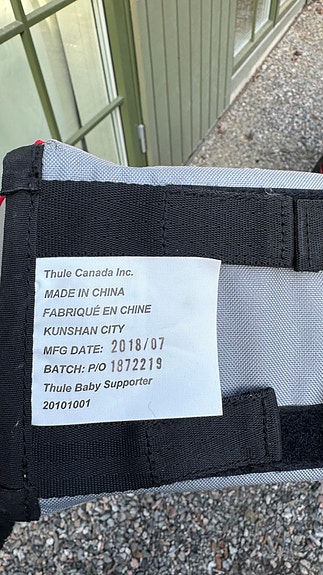 Thule Canada Inc.
MADE IN CHINA
FABRIQUÉ EN CHINE
KUNSHAN CITY
MFG DATE: 2018/07
BATCH: P/O 1872219
Thule Baby Supporter
20101001